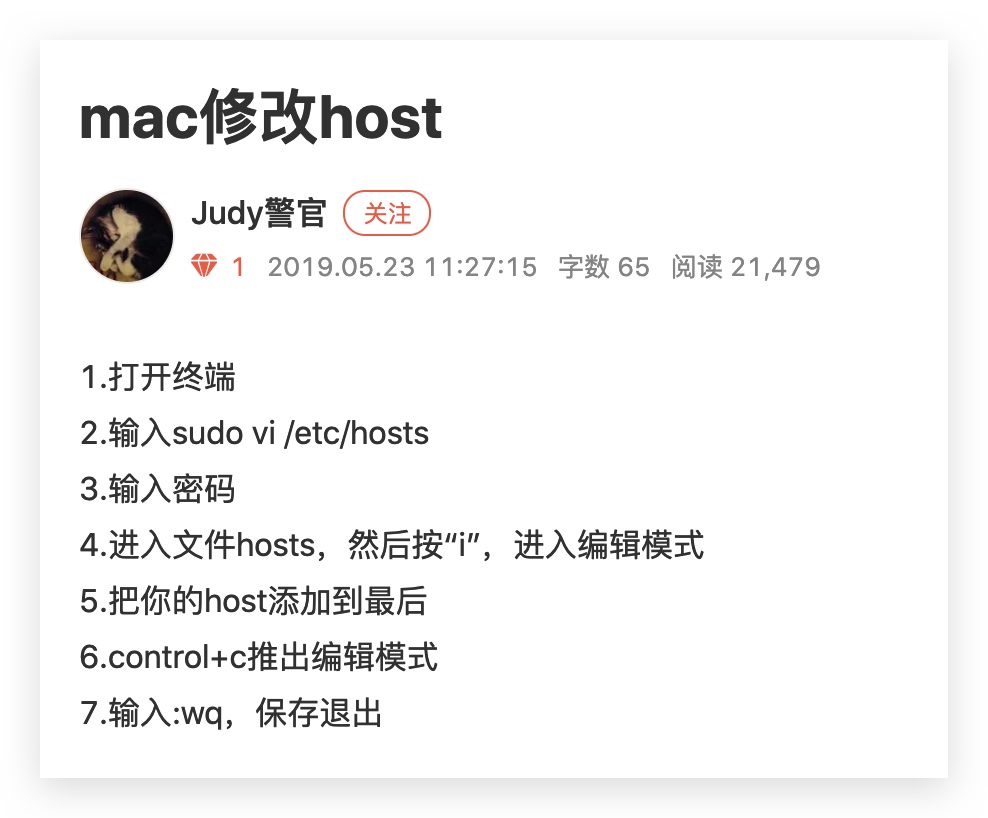 mac修改host
Judy警官 关注
1 2019.05.23 11:27:15 字数 65 阅读 21,479
1.打开终端
2.输入sudo vi /etc/hosts
3.输入密码
4.进入文件hosts，然后按“i”，进入编辑模式
5.把你的host添加到最后
6.control+c推出编辑模式
7.输入:wq，保存退出